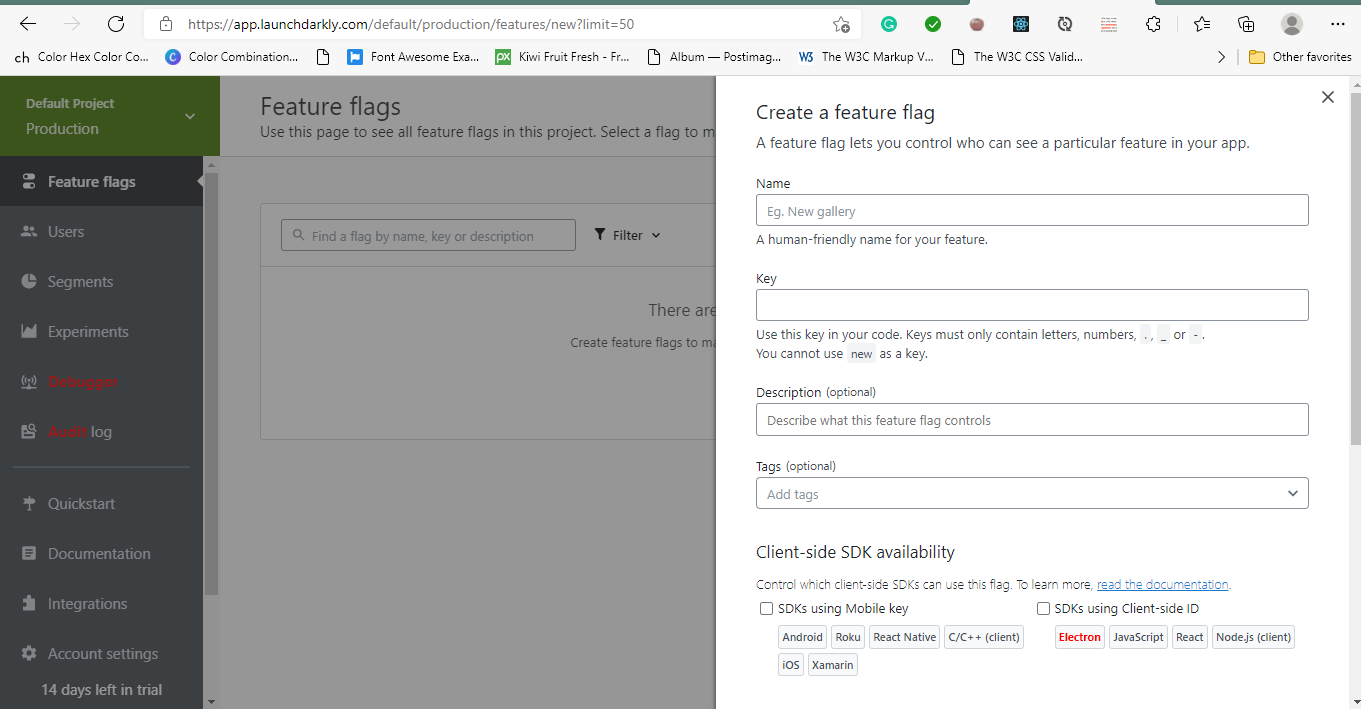 https://app.launchdarkly.com/default/production/features/new?limit=50
ch Color Hex Color Co... Color Combination... Font Awesome Exa... Kiwi Fruit Fresh - Fr... Album — Postimag... The W3C Markup V... The W3C CSS Valid... Other favorites
Default Project
Production
Feature flags
Users
Segments
Experiments
Debugger
Audit log
Quickstart
Documentation
Integrations
Account settings
14 days left in trial
Feature flags
Use this page to see all feature flags in this project. Select a flag to m
Find a flag by name, key or description
Filter
There are
Create feature flags to ma
Create a feature flag
A feature flag lets you control who can see a particular feature in your app.
Name
Eg. New gallery
A human-friendly name for your feature.
Key
Use this key in your code. Keys must only contain letters, numbers, ., _ or -.
You cannot use new as a key.
Description (optional)
Describe what this feature flag controls
Tags (optional)
Add tags
Client-side SDK availability
Control which client-side SDKs can use this flag. To learn more, read the documentation.
SDKs using Mobile key
Android Roku React Native C/C++ (client)
iOS Xamarin
SDKs using Client-side ID
Electron JavaScript React Node.js (client)